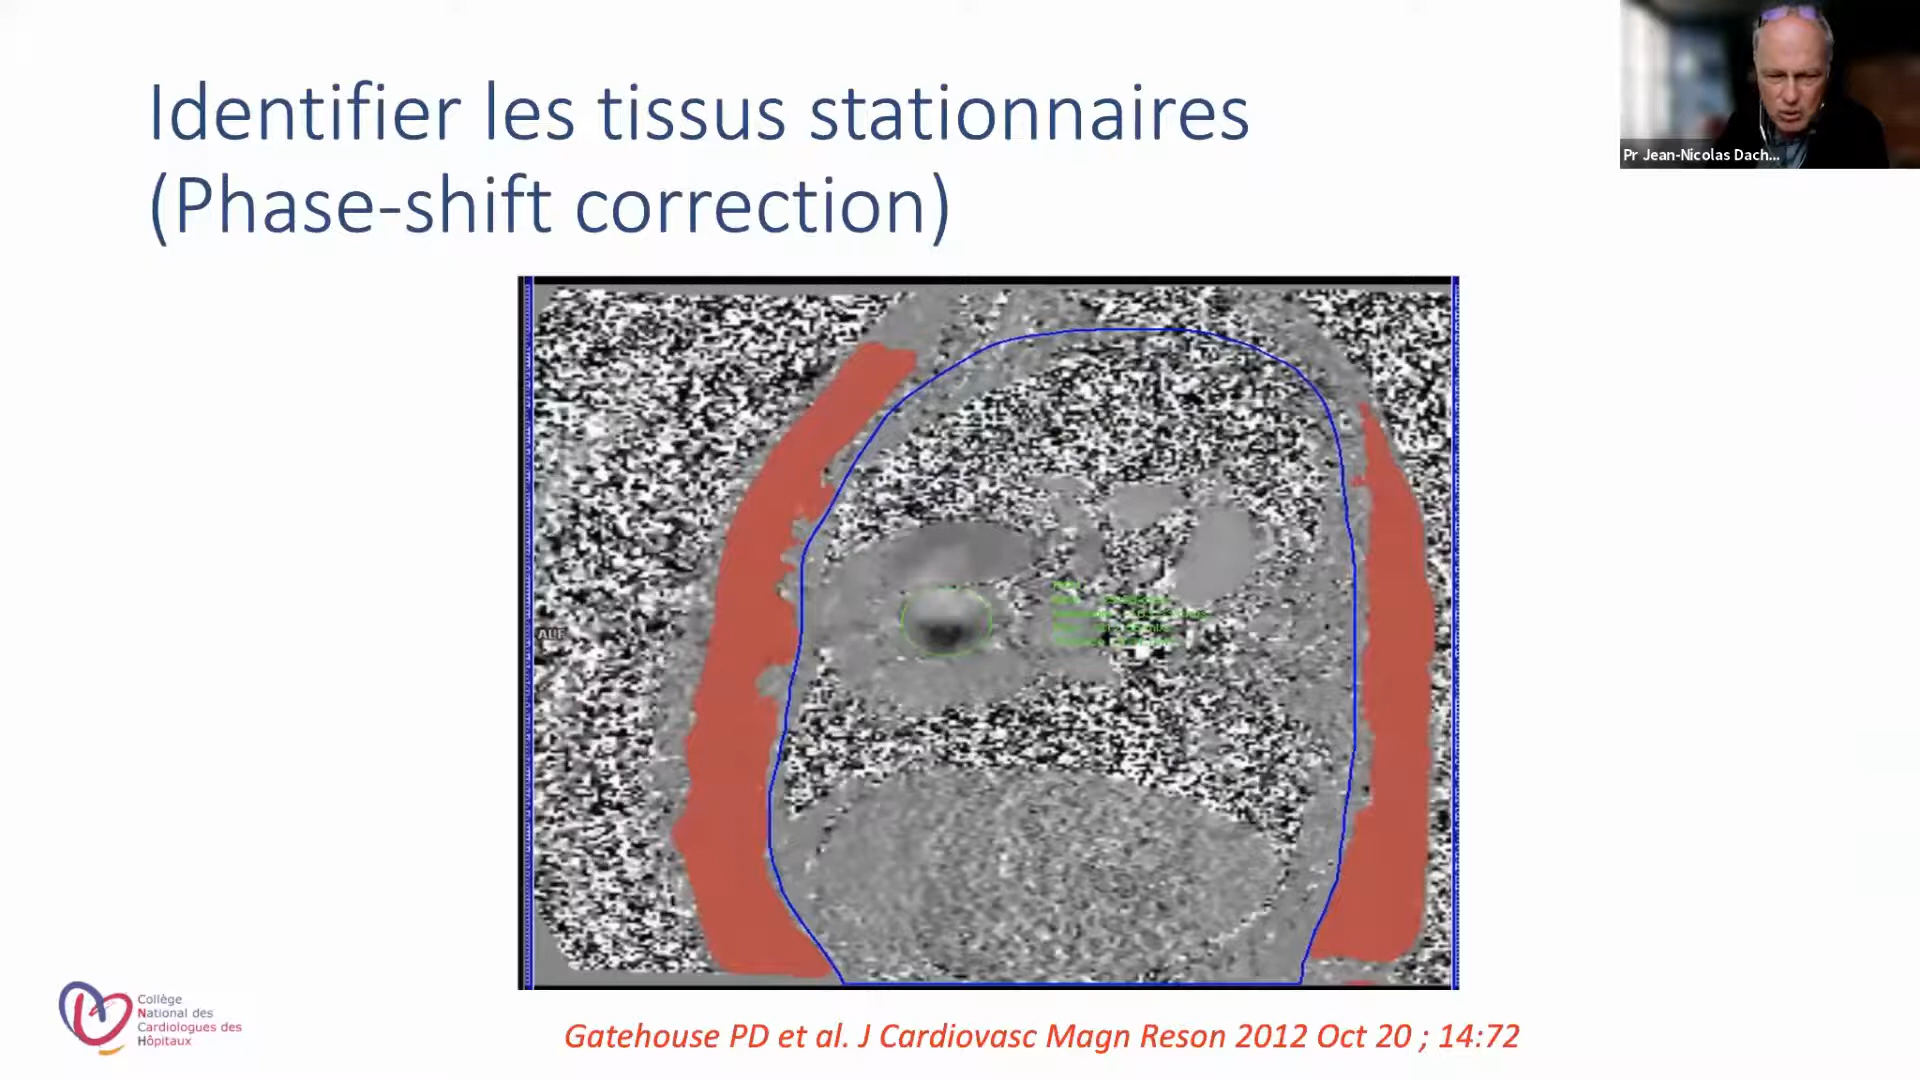 Identifier les tissus stationnaires
(Phase-shift correction)
Pr Jean-Nicolas Dach...
ALF
Collège
National des
Cardiologues des
Hôpitaux
Gatehouse PD et al. J Cardiovasc Magn Reson 2012 Oct 20 ; 14:72